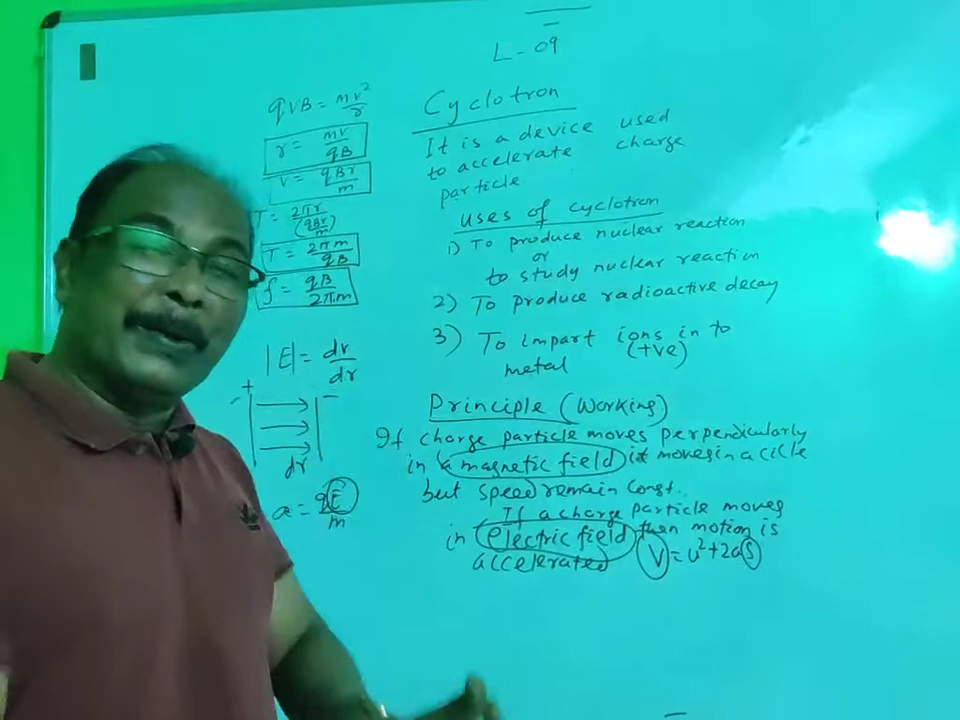 L-09
qvB = mv²/r
r = mv/qB
v = qBr/m
T = 2πr/(qBr/m)
T = 2πm/qB
f = qB/2πm
|E| = dv/dr
+ -
dr
a = qE/m
Cyclotron
It is a device used
to accelerate charge
particle
uses of cyclotron
1) To produce nuclear reaction
or
to study nuclear reaction
2) To produce radioactive decay
3) To impart ions in to
(+ve)
metal
Principle (Working)
If charge particle moves perpendicularly
in a magnetic field it moves in a cicle
but speed remain const.
If a charge particle moves
in electric field then motion is
accelerated V = u²+2as